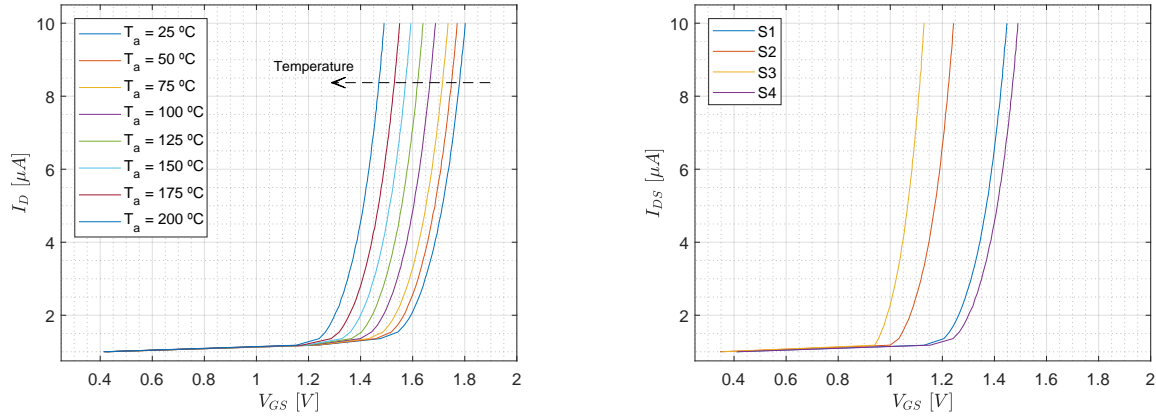 10
8
6
4
2
I_D [μA]
T_a = 25 ºC
T_a = 50 ºC
T_a = 75 ºC
T_a = 100 ºC
T_a = 125 ºC
T_a = 150 ºC
T_a = 175 ºC
T_a = 200 ºC
Temperature
0.4 0.6 0.8 1 1.2 1.4 1.6 1.8 2
V_GS [V]
10
8
6
4
2
I_DS [μA]
S1
S2
S3
S4
0.4 0.6 0.8 1 1.2 1.4 1.6 1.8 2
V_GS [V]